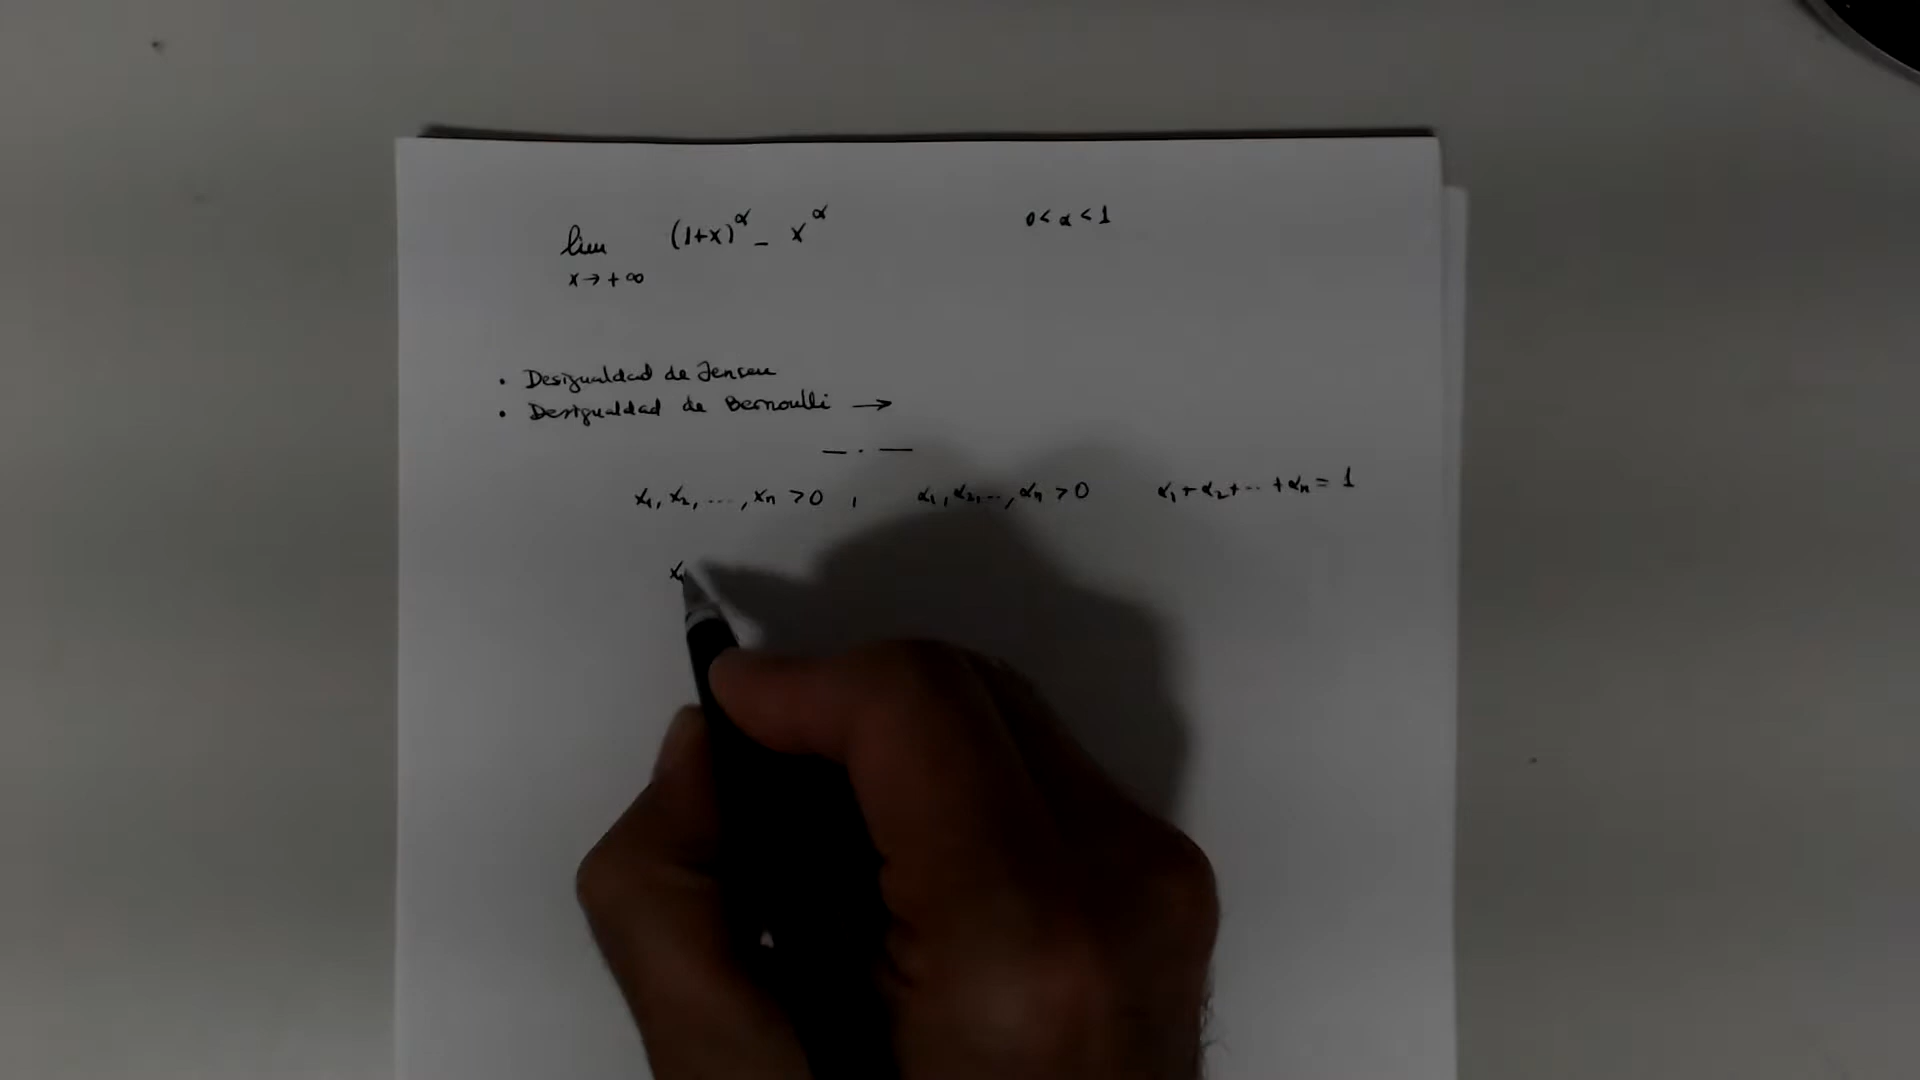 lim (1+x)^α - x^α 0 < α < 1
x → + ∞
• Desigualdad de Jensen
• Desigualdad de Bernoulli →
— . —
x₁, x₂, ..., xn > 0 , α₁, α₂, ..., αn > 0 α₁ + α₂ + ... + αn = 1
x₁